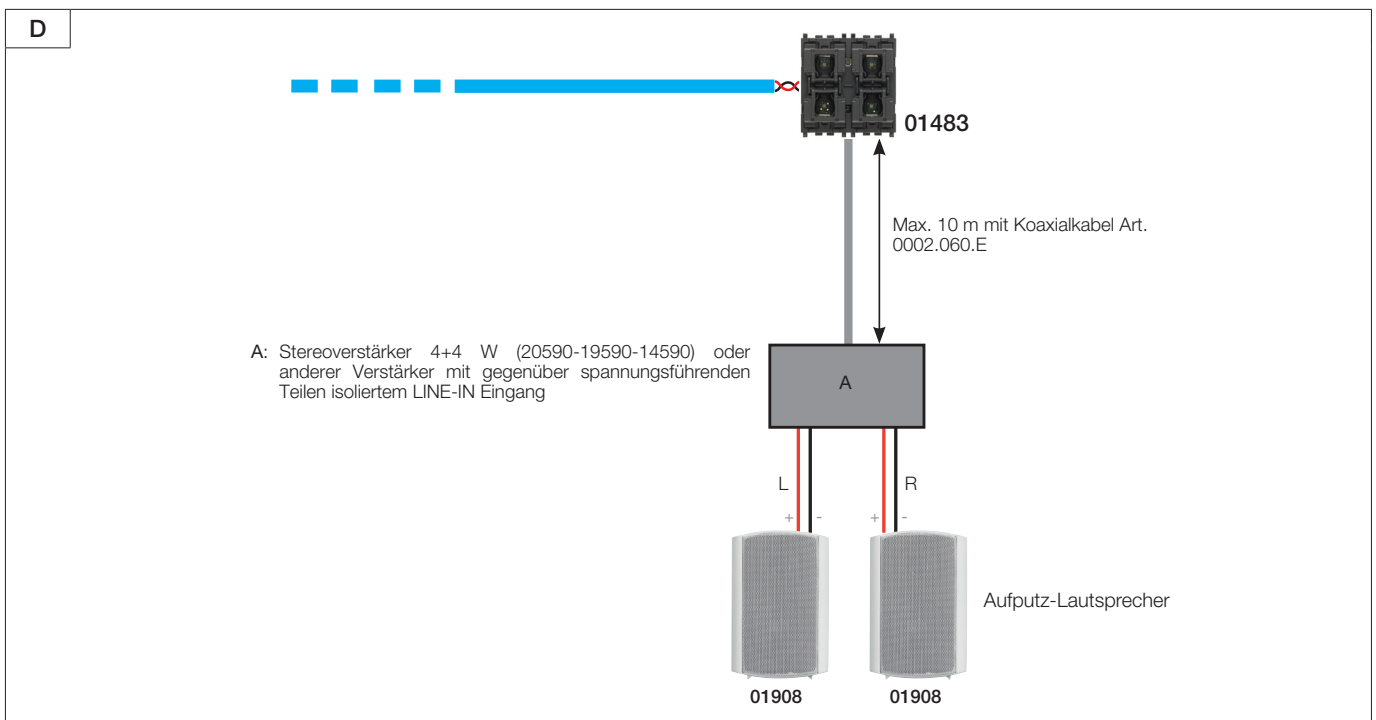 D
01483
Max. 10 m mit Koaxialkabel Art.
0002.060.E
A: Stereoverstärker 4+4 W (20590-19590-14590) oder
anderer Verstärker mit gegenüber spannungsführenden
Teilen isoliertem LINE-IN Eingang
A
L
R
+ -
+ -
Aufputz-Lautsprecher
01908
01908